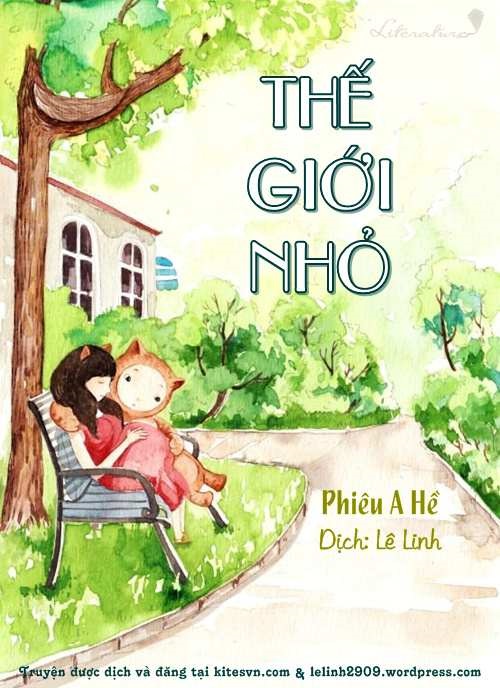 Literature
THẾ
GIỚI
NHỎ
Phiêu A Hề
Dịch: Lê Linh
Truyện được dịch và đăng tại kitesvn.com & lelinh2909.wordpress.com